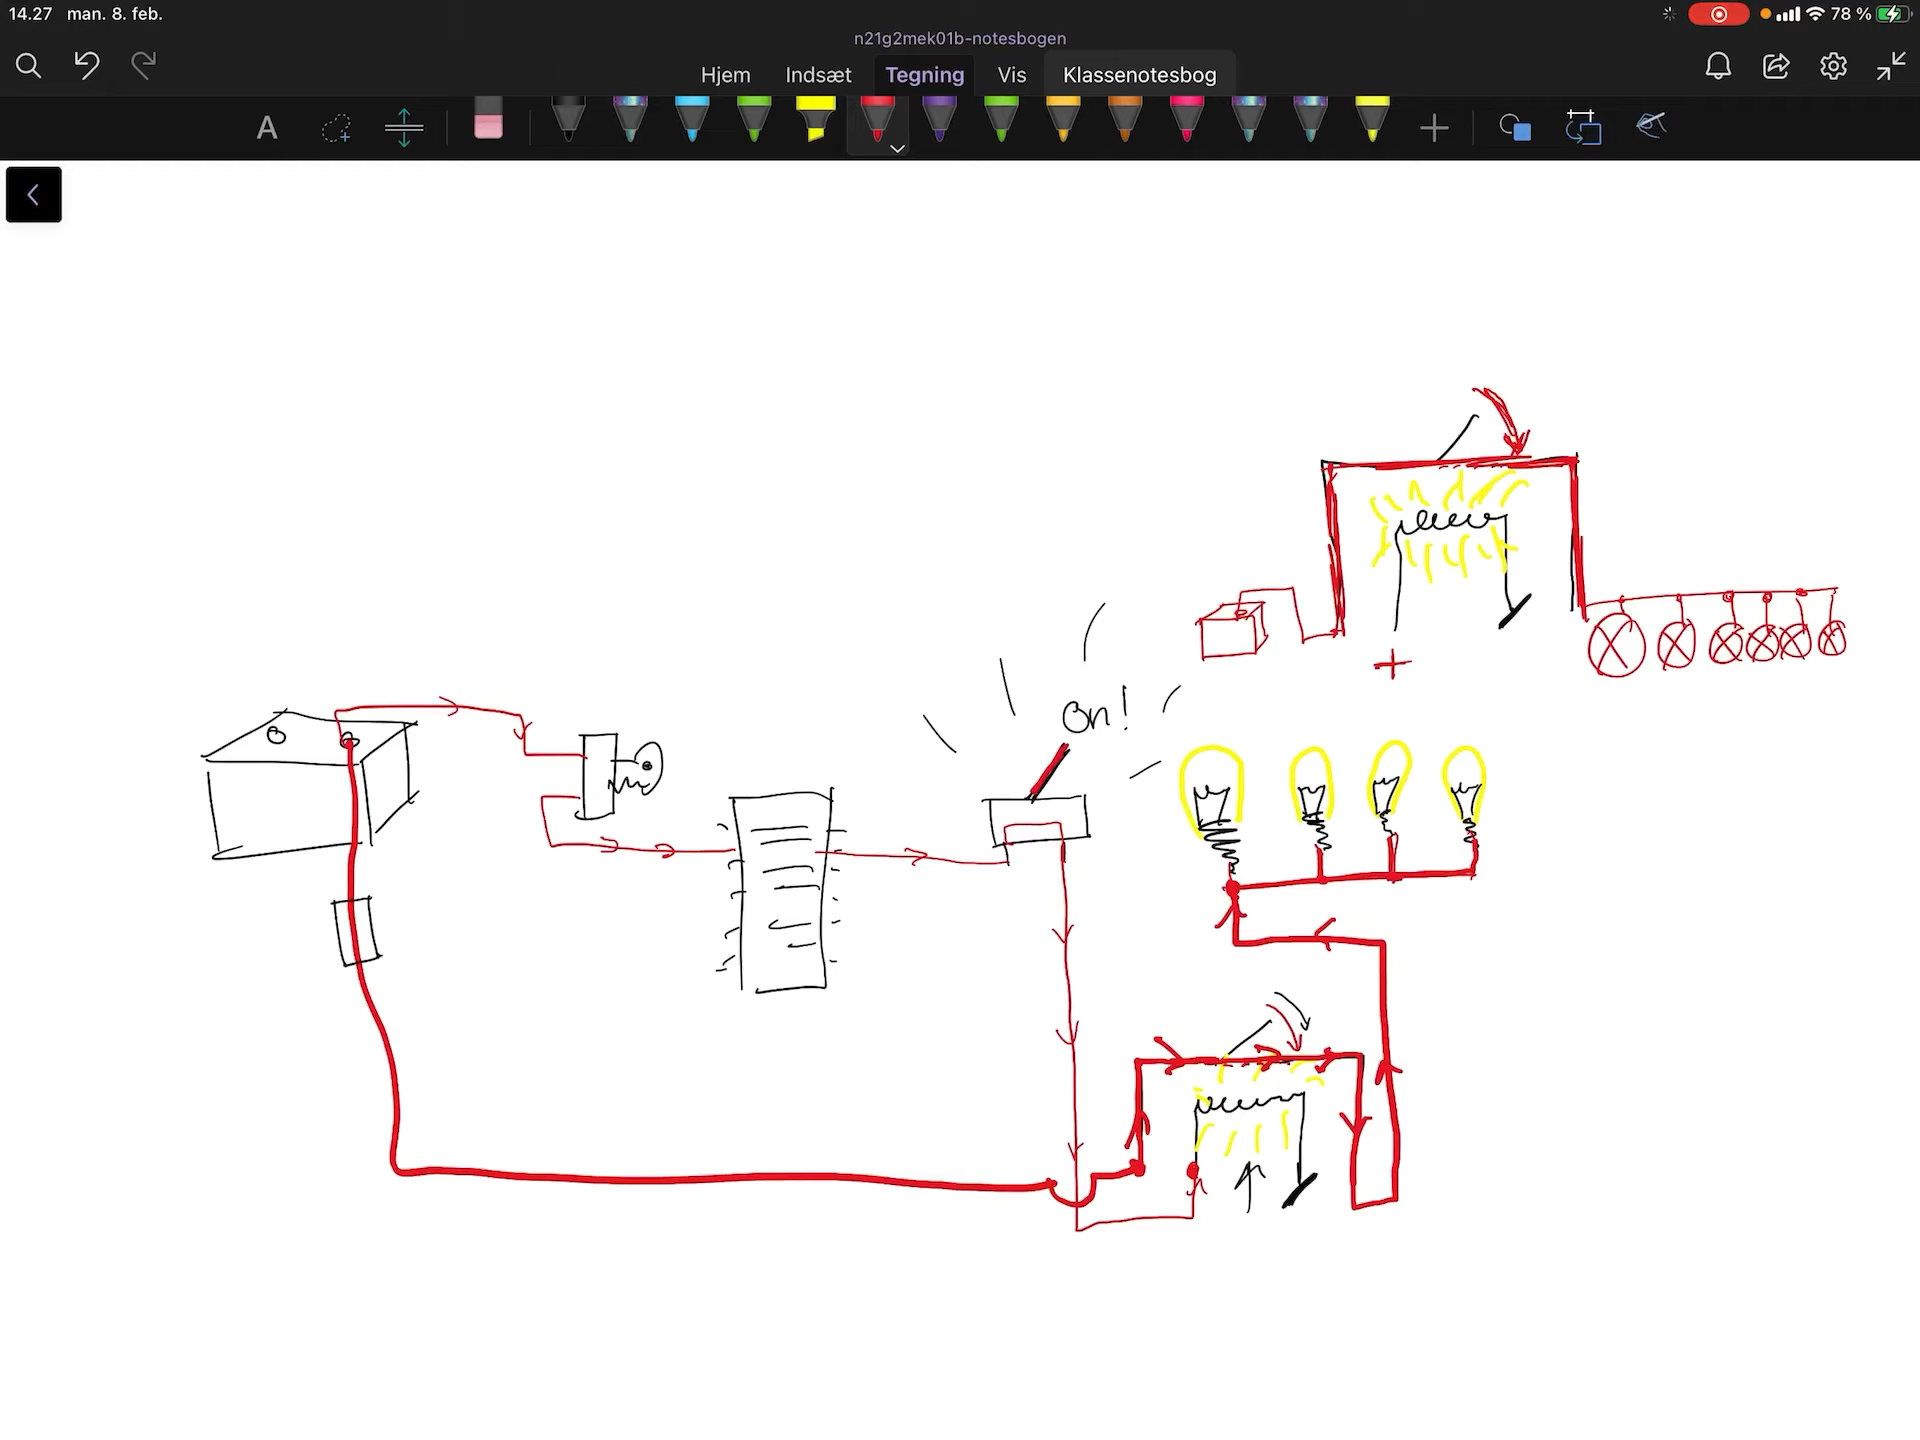 14.27 man. 8. feb.
78 %
n21g2mek01b-notesbogen
Hjem Indsæt Tegning Vis Klassenotesbog
A
+
On!